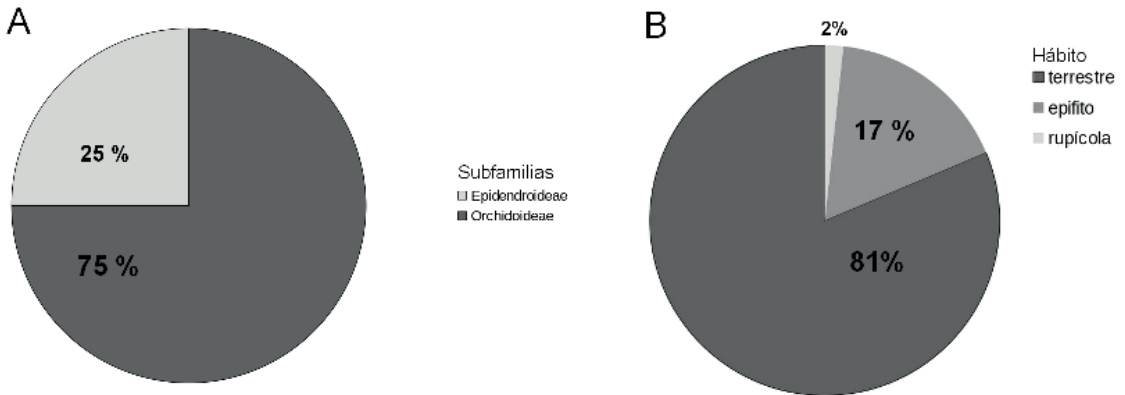 A
25 %
75 %
Subfamilias
Epidendroideae
Orchidoideae
B
2%
17 %
81%
Hábito
terrestre
epifito
rupícola